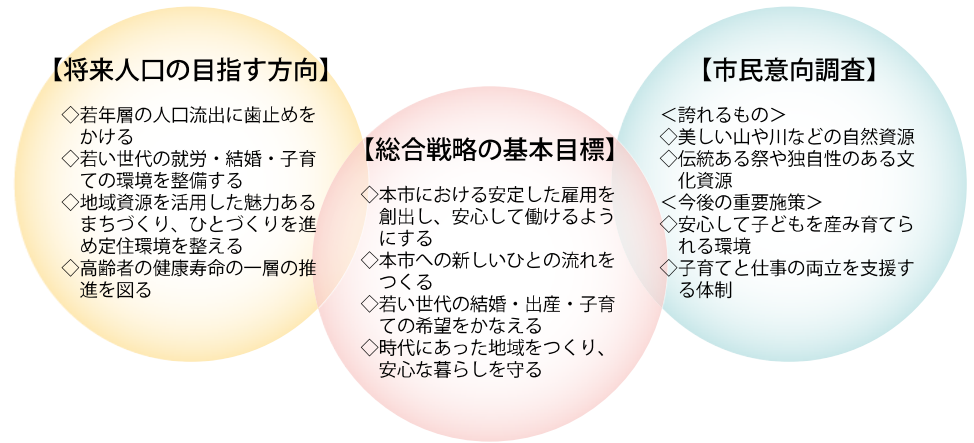 【将来人口の目指す方向】
◇若年層の人口流出に歯止めを
かける
◇若い世代の就労・結婚・子育
ての環境を整備する
◇地域資源を活用した魅力ある
まちづくり、ひとづくりを進
め定住環境を整える
◇高齢者の健康寿命の一層の推
進を図る
【総合戦略の基本目標】
◇本市における安定した雇用を
創出し、安心して働けるよう
にする
◇本市への新しいひとの流れを
つくる
◇若い世代の結婚・出産・子育
ての希望をかなえる
◇時代にあった地域をつくり、
安心な暮らしを守る
【市民意向調査】
＜誇れるもの＞
◇美しい山や川などの自然資源
◇伝統ある祭や独自性のある文
化資源
＜今後の重要施策＞
◇安心して子どもを産み育てら
れる環境
◇子育てと仕事の両立を支援す
る体制